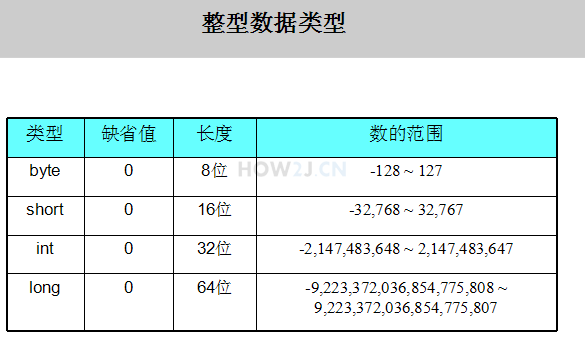 整型数据类型
类型 缺省值 长度 数的范围
byte 0 8位 -128 ~ 127
HOW2J.CN
short 0 16位 -32,768 ~ 32,767
int 0 32位 -2,147,483,648 ~ 2,147,483,647
long 0 64位 -9,223,372,036,854,775,808 ~
9,223,372,036,854,775,807